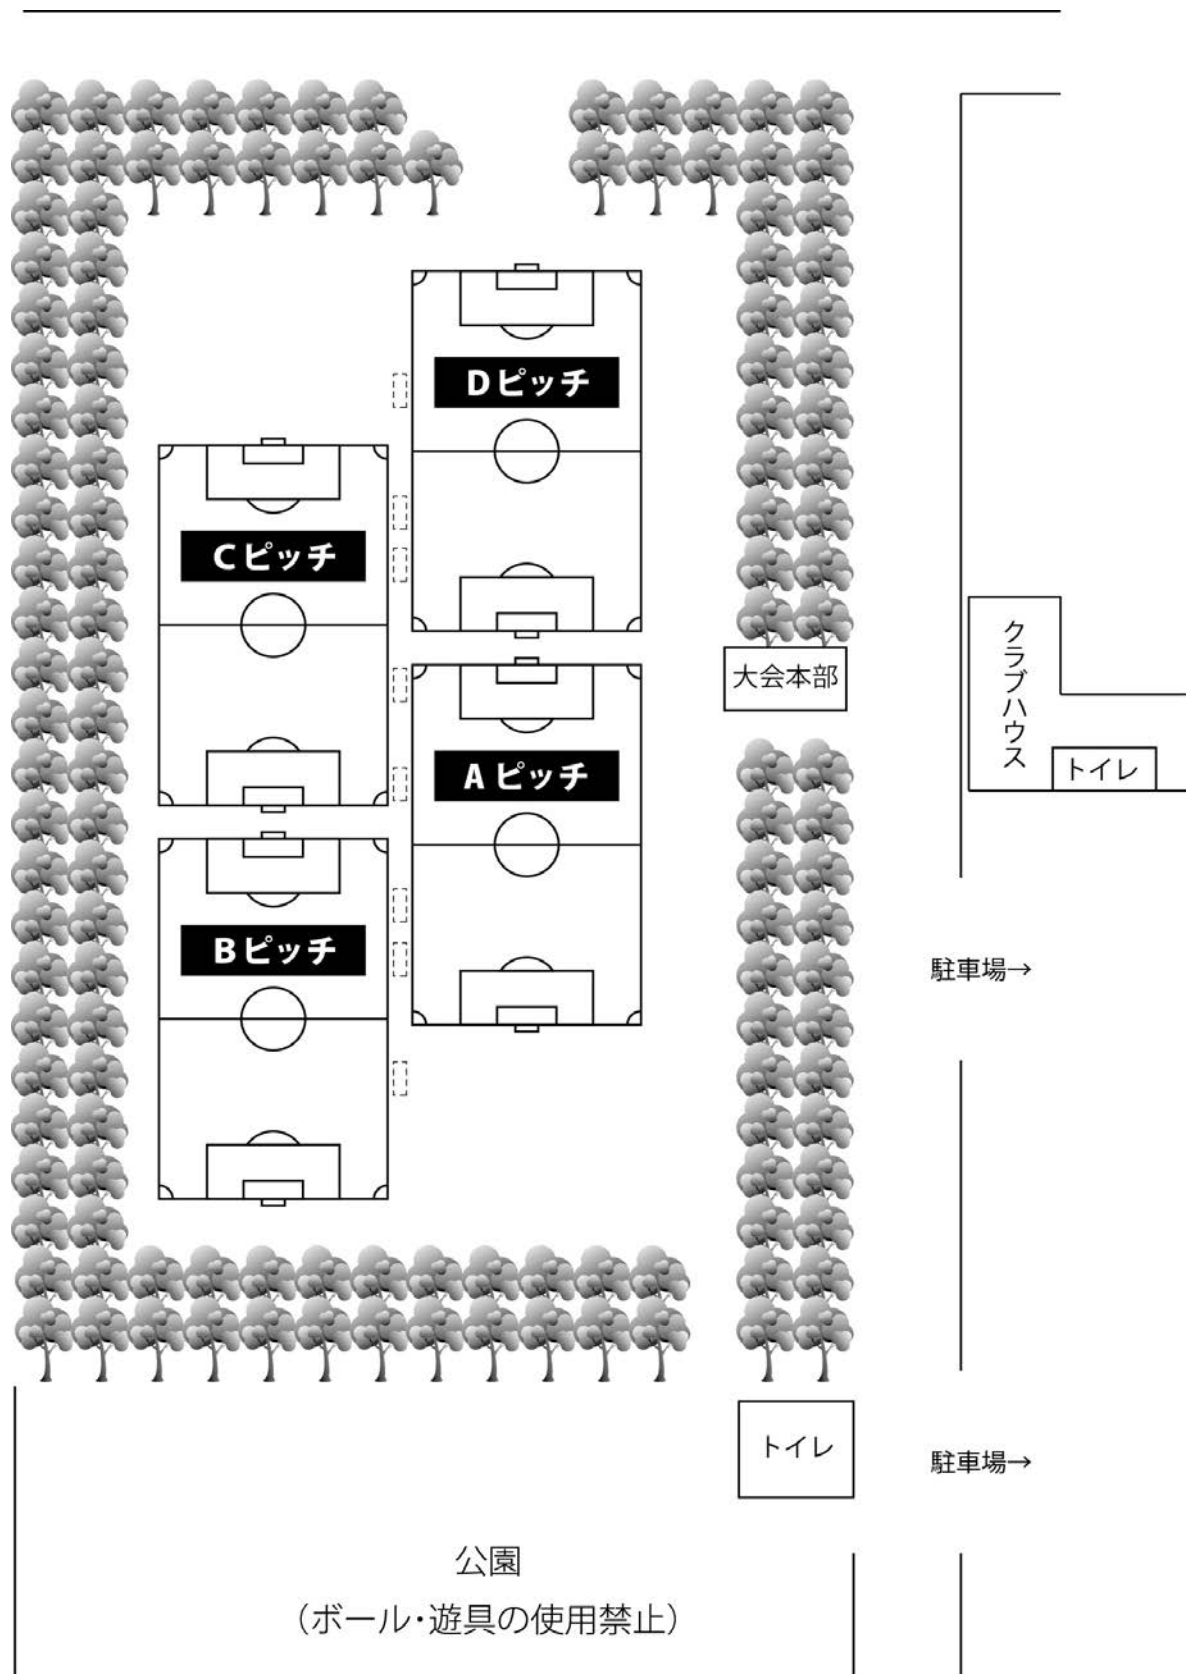 Dピッチ
Cピッチ
クラブハウス
大会本部
トイレ
Aピッチ
Bピッチ
駐車場→
トイレ
駐車場→
公園
（ボール・遊具の使用禁止）